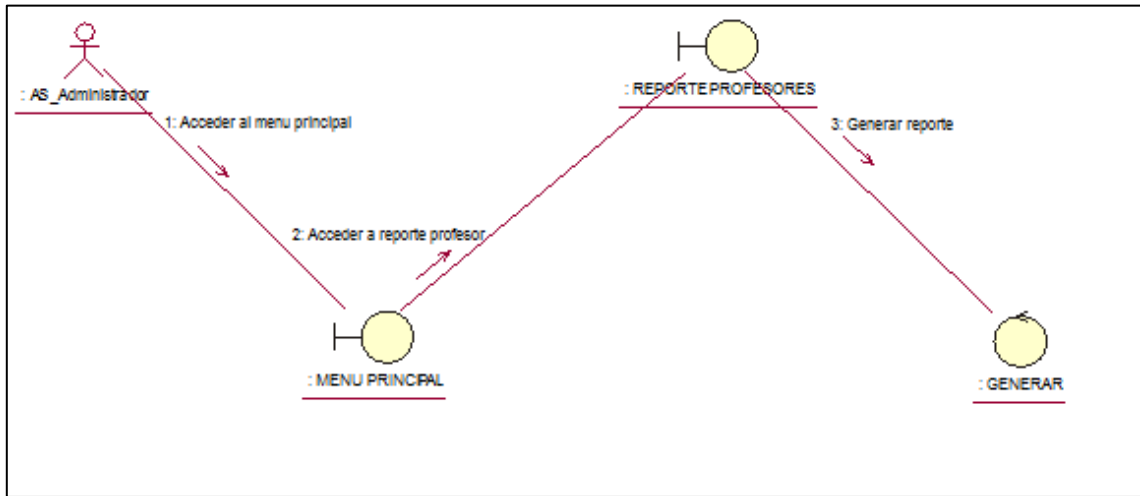 : AS_Administrador
: REPORTE PROFESORES
1: Acceder al menu principal
3: Generar reporte
2: Acceder a reporte profesor
: MENU PRINCIPAL
: GENERAR